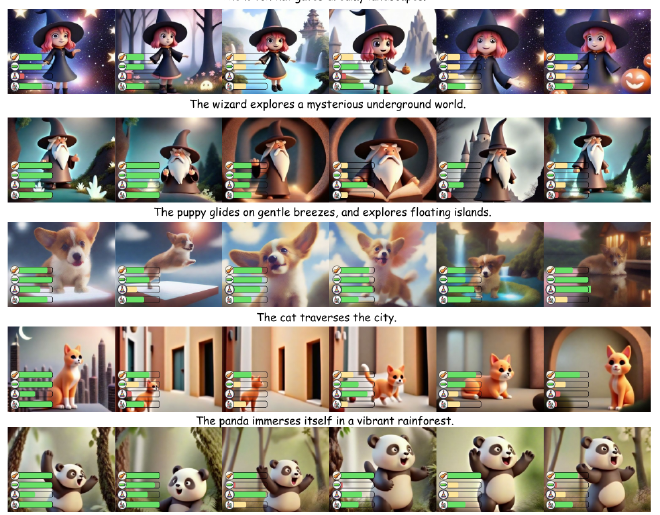 The wizard explores a mysterious underground world.
The puppy glides on gentle breezes, and explores floating islands.
The cat traverses the city.
The panda immerses itself in a vibrant rainforest.